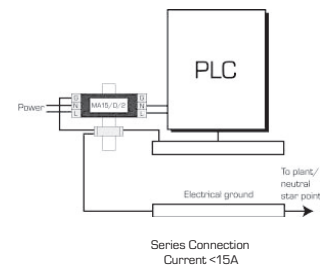 PLC
G
N
L
MA15/D/2
G
N
L
Power
To plant/
neutral
star point
Electrical ground
Series Connection
Current <15A